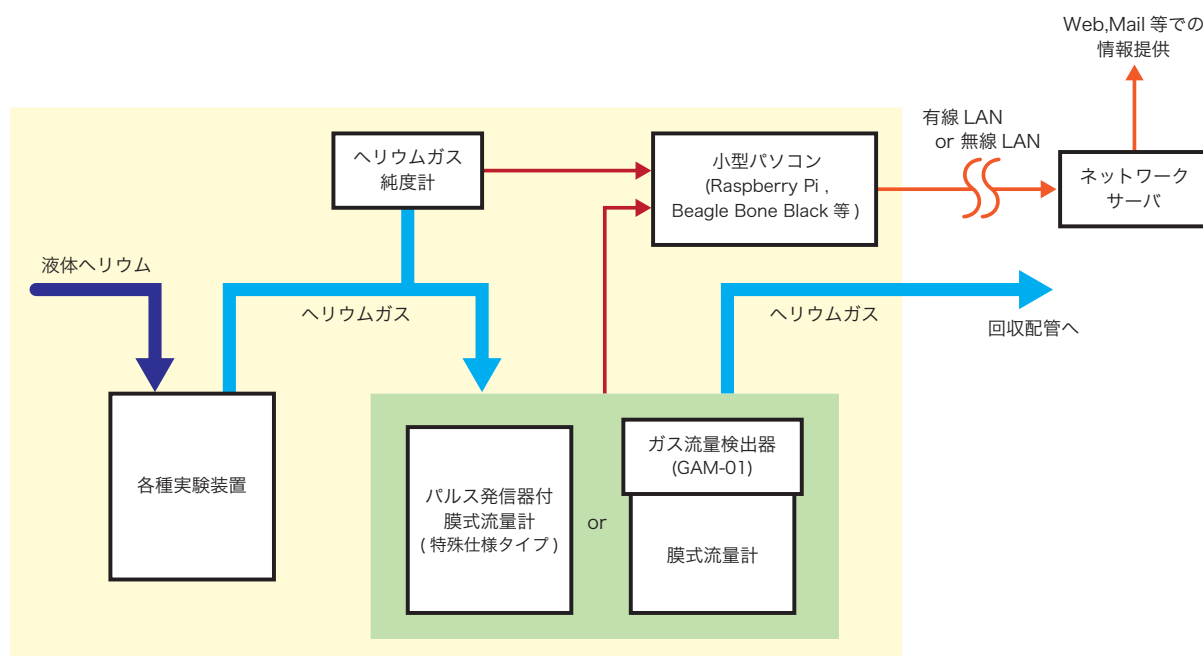 Web,Mail 等での
情報提供
有線 LAN
or 無線 LAN
ヘリウムガス
純度計
小型パソコン
(Raspberry Pi ,
Beagle Bone Black 等 )
ネットワーク
サーバ
液体ヘリウム
ヘリウムガス
ヘリウムガス
回収配管へ
各種実験装置
パルス発信器付
膜式流量計
( 特殊仕様タイプ )
or
ガス流量検出器
(GAM-01)
膜式流量計